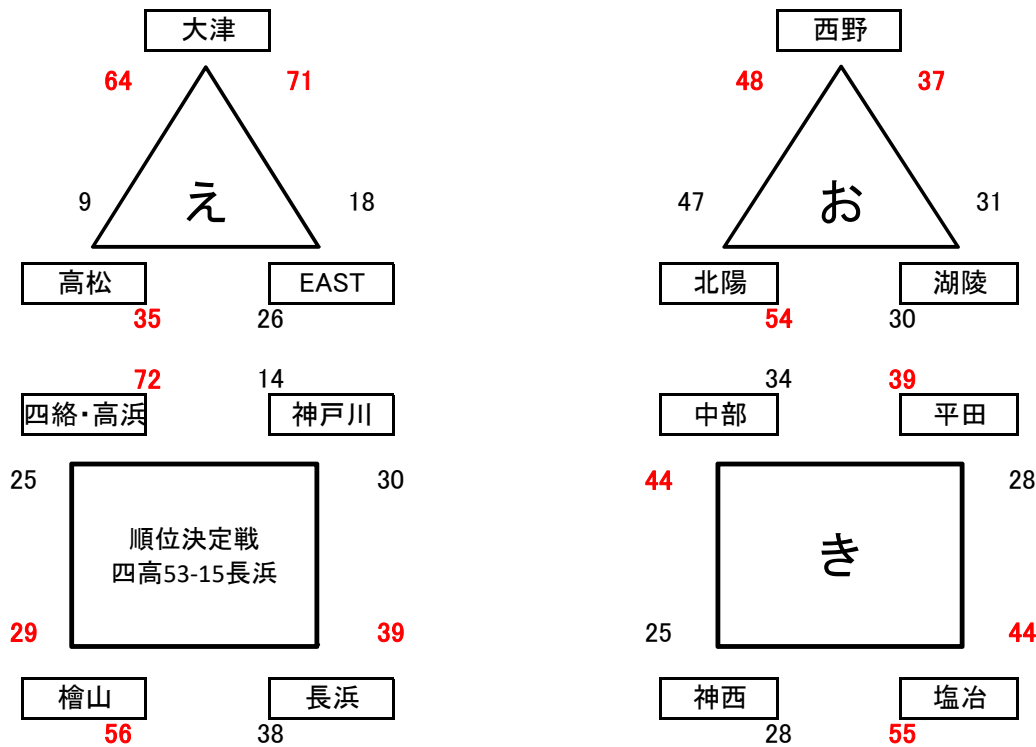 大津
64 71
え
9 18
高松 EAST
35 26
西野
48 37
お
47 31
北陽 湖陵
54 30
72 14
四絡・高浜 神戸川
25 30
順位決定戦
四高53-15長浜
29 39
檜山 長浜
56 38
34 39
中部 平田
44 28
き
25 44
神西 塩冶
28 55